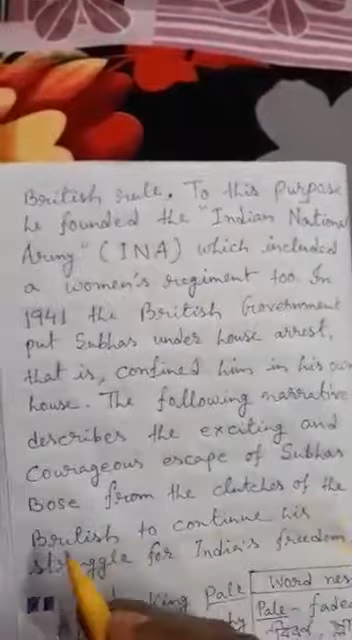 British rule. To this purpose
he founded the "Indian National
Army" (INA) which included
a women's regiment too. In
1941 the British Government
put Subhas under house arrest,
that is, confined him in his own
house. The following narrative
describes the exciting and
Courageous escape of Subhas
Bose from the clutches of the
British to continue his
struggle for India's freedom
king Pale Word
Pale - fade